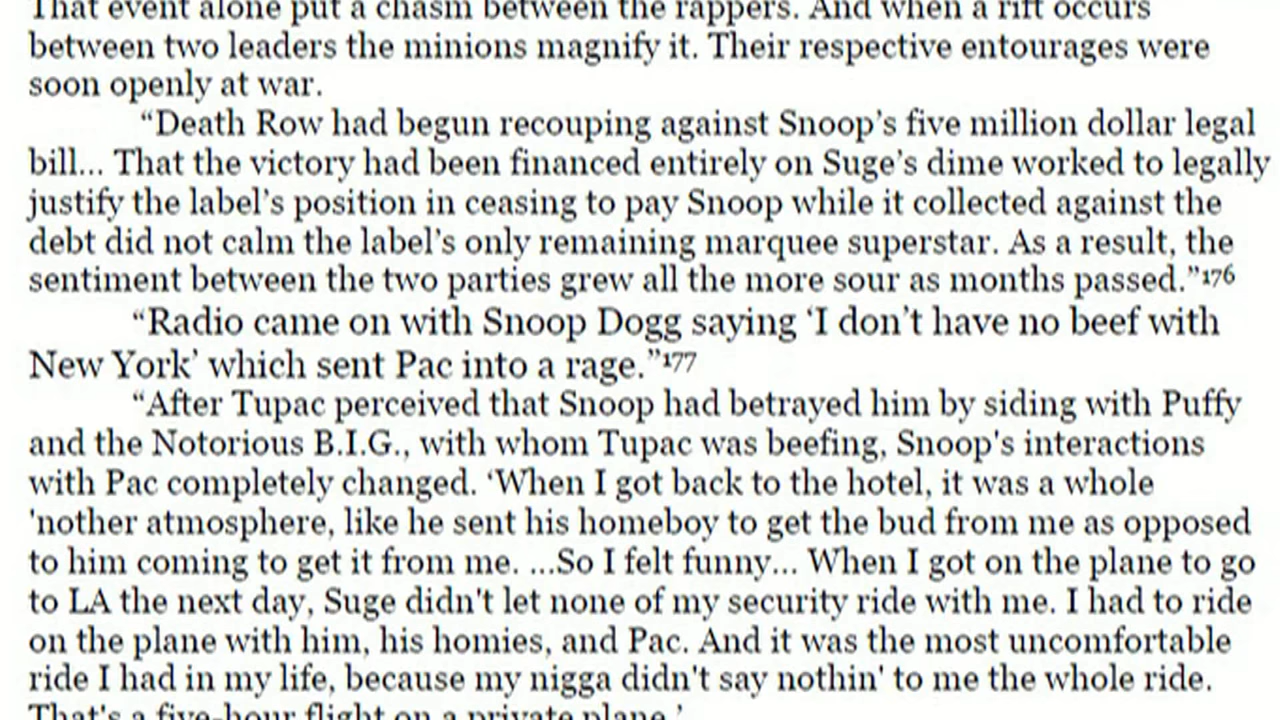 That event alone put a chasm between the rappers. And when a rift occurs
between two leaders the minions magnify it. Their respective entourages were
soon openly at war.
“Death Row had begun recouping against Snoop’s five million dollar legal
bill... That the victory had been financed entirely on Suge’s dime worked to legally
justify the label’s position in ceasing to pay Snoop while it collected against the
debt did not calm the label’s only remaining marquee superstar. As a result, the
sentiment between the two parties grew all the more sour as months passed.”¹⁷⁶
“Radio came on with Snoop Dogg saying ‘I don’t have no beef with
New York’ which sent Pac into a rage.”¹⁷⁷
“After Tupac perceived that Snoop had betrayed him by siding with Puffy
and the Notorious B.I.G., with whom Tupac was beefing, Snoop's interactions
with Pac completely changed. ‘When I got back to the hotel, it was a whole
'nother atmosphere, like he sent his homeboy to get the bud from me as opposed
to him coming to get it from me. ...So I felt funny... When I got on the plane to go
to LA the next day, Suge didn't let none of my security ride with me. I had to ride
on the plane with him, his homies, and Pac. And it was the most uncomfortable
ride I had in my life, because my nigga didn't say nothin' to me the whole ride.
That's a five-hour flight on a private plane.’